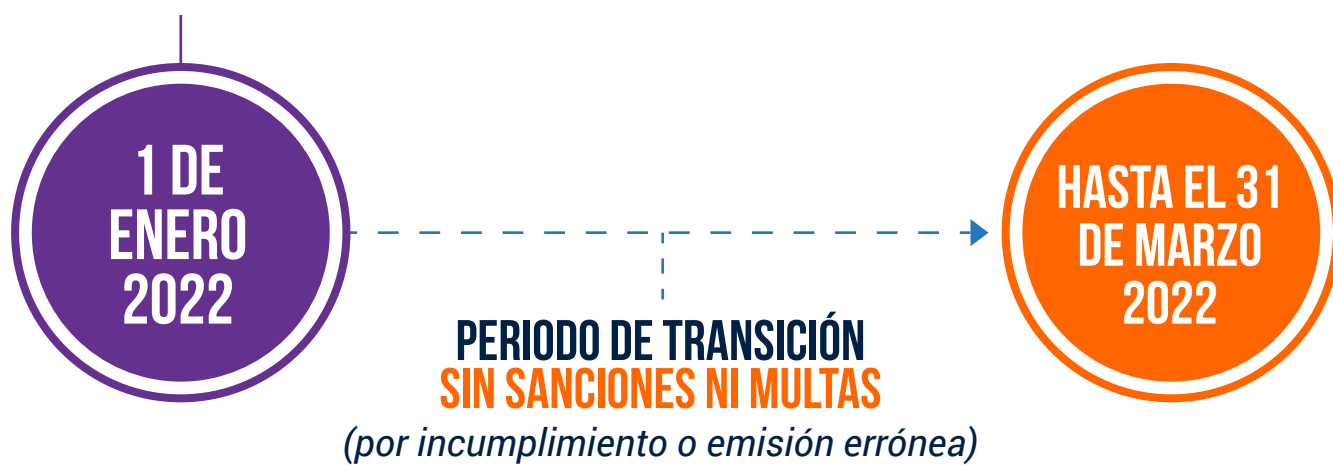 1 DE
ENERO
2022
HASTA EL 31
DE MARZO
2022
PERIODO DE TRANSICIÓN
SIN SANCIONES NI MULTAS
(por incumplimiento o emisión errónea)